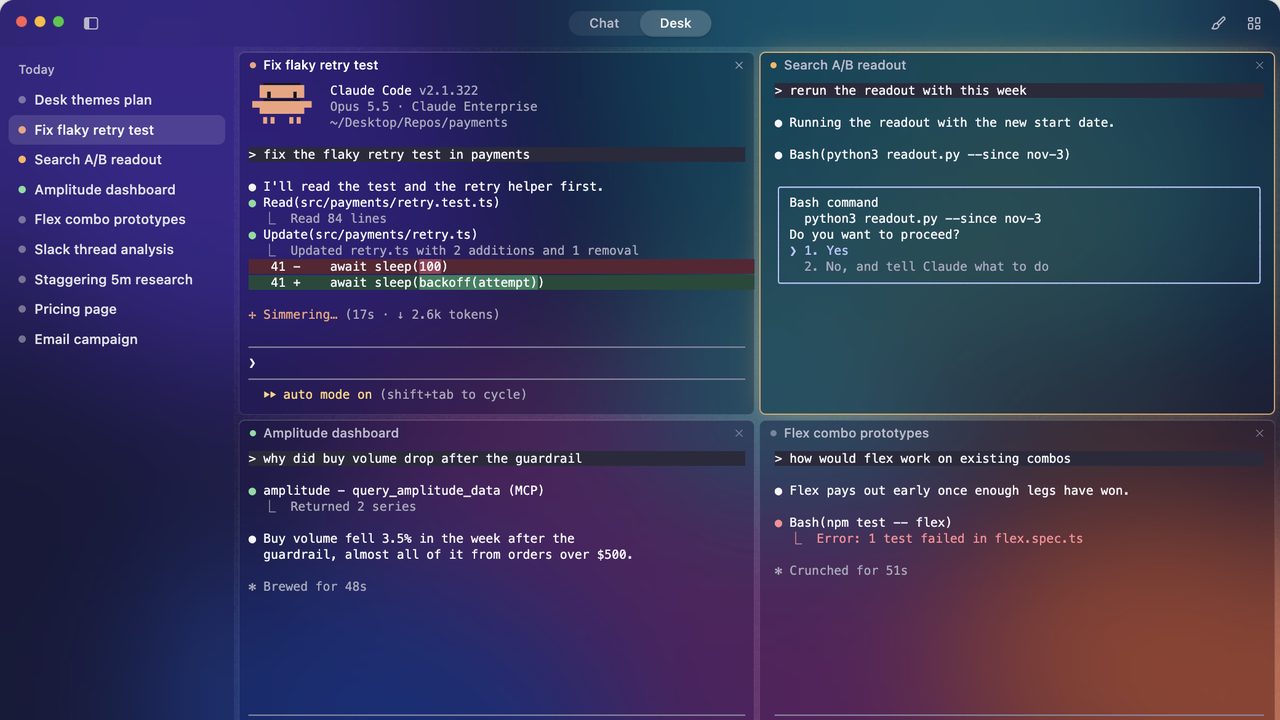 Chat
Desk
Today
Desk themes plan
Fix flaky retry test
Search A/B readout
Amplitude dashboard
Flex combo prototypes
Slack thread analysis
Staggering 5m research
Pricing page
Email campaign
Fix flaky retry test
Claude Code v2.1.322
Opus 5.5 · Claude Enterprise
~/Desktop/Repos/payments
> fix the flaky retry test in payments
● I'll read the test and the retry helper first.
● Read(src/payments/retry.test.ts)
⎿ Read 84 lines
● Update(src/payments/retry.ts)
⎿ Updated retry.ts with 2 additions and 1 removal
41 - await sleep(100)
41 + await sleep(backoff(attempt))
+ Simmering… (17s · ↓ 2.6k tokens)
❯
⏵⏵ auto mode on (shift+tab to cycle)
Search A/B readout
> rerun the readout with this week
● Running the readout with the new start date.
● Bash(python3 readout.py --since nov-3)
Bash command
python3 readout.py --since nov-3
Do you want to proceed?
❯ 1. Yes
2. No, and tell Claude what to do
Amplitude dashboard
> why did buy volume drop after the guardrail
● amplitude - query_amplitude_data (MCP)
⎿ Returned 2 series
● Buy volume fell 3.5% in the week after the
guardrail, almost all of it from orders over $500.
✻ Brewed for 48s
Flex combo prototypes
> how would flex work on existing combos
● Flex pays out early once enough legs have won.
● Bash(npm test -- flex)
⎿ Error: 1 test failed in flex.spec.ts
✻ Crunched for 51s